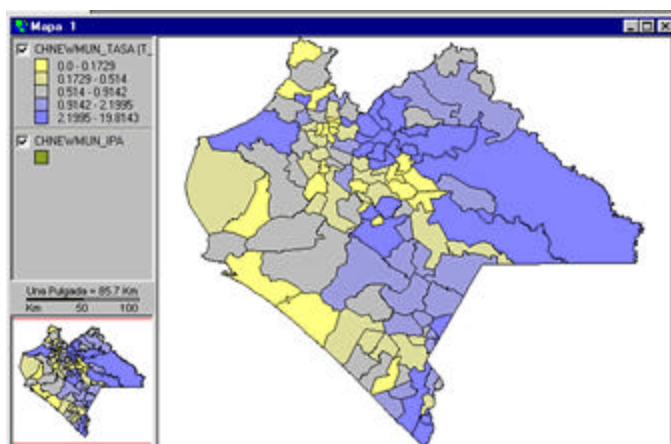 Mapa 1
CHNEWMUN_TASA (T_
0.0 - 0.1729
0.1729 - 0.514
0.514 - 0.9142
0.9142 - 2.1995
2.1995 - 19.8143
CHNEWMUN_IPA
Una Pulgada = 85.7 Km
Km 50 100